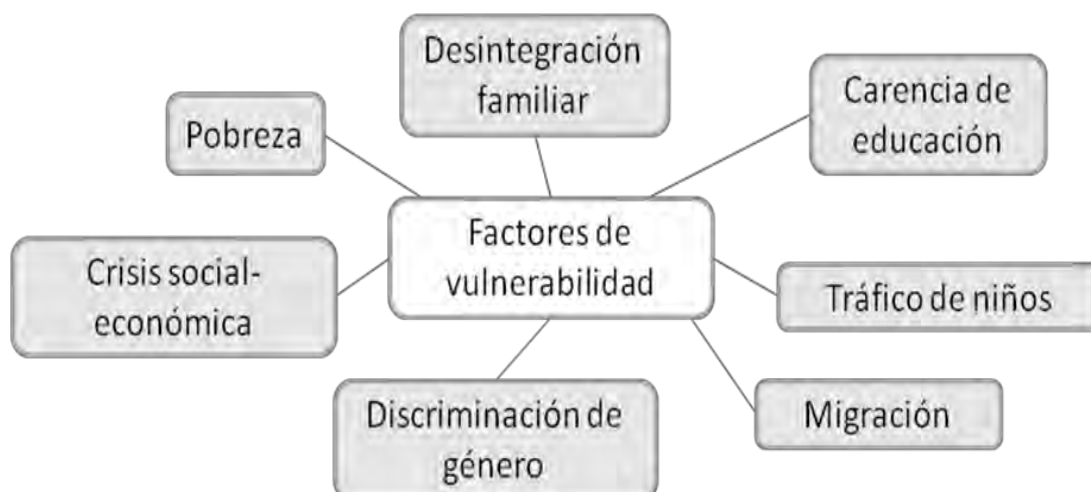 Desintegración
familiar
Carencia de
educación
Pobreza
Factores de
vulnerabilidad
Crisis social-
económica
Tráfico de niños
Discriminación de
género
Migración